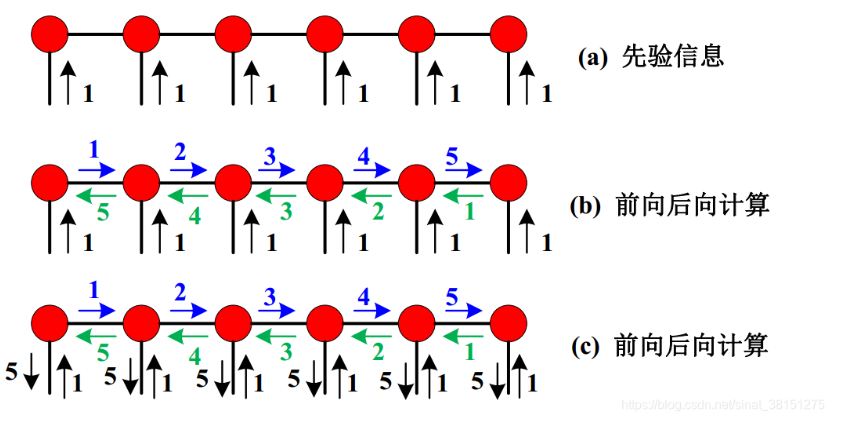 (a) 先验信息
1 1 1 1 1 1
1 2 3 4 5
(b) 前向后向计算
5 4 3 2 1
1 1 1 1 1 1
1 2 3 4 5
(c) 前向后向计算
5 4 3 2 1
5 1 5 1 5 1 5 1 5 1 5 1
https://blog.csdn.net/sinat_38151275